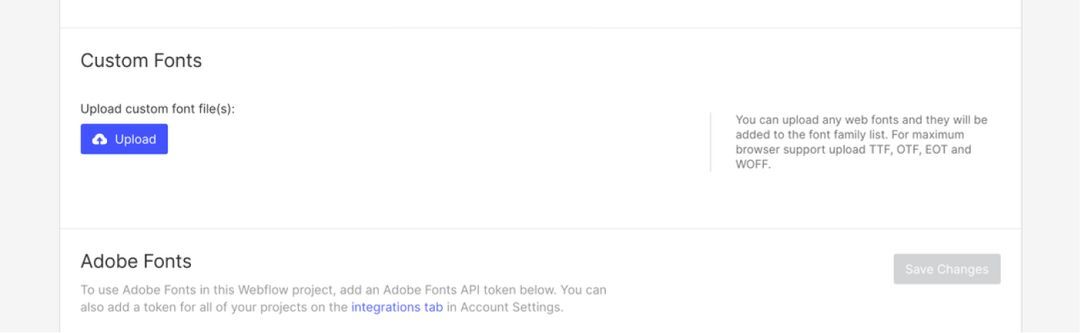 Custom Fonts
Upload custom font file(s):
Upload
You can upload any web fonts and they will be
added to the font family list. For maximum
browser support upload TTF, OTF, EOT and
WOFF.
Adobe Fonts
Save Changes
To use Adobe Fonts in this Webflow project, add an Adobe Fonts API token below. You can
also add a token for all of your projects on the integrations tab in Account Settings.